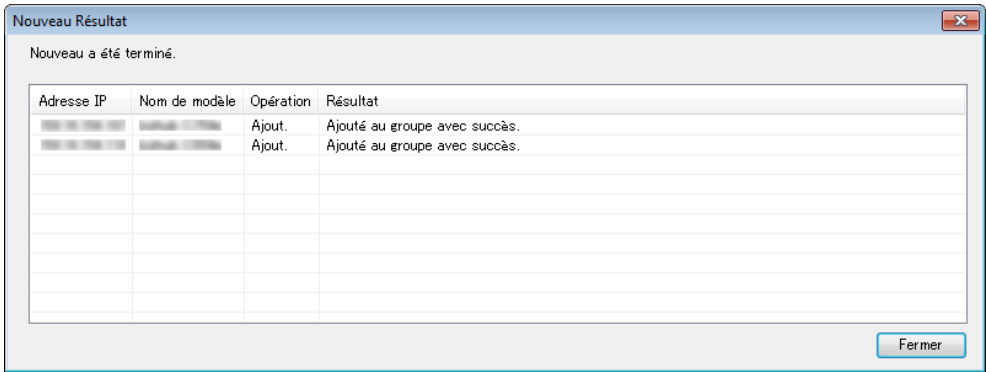 Nouveau Résultat
Nouveau a été terminé.
Adresse IP Nom de modèle Opération Résultat
Ajout. Ajouté au groupe avec succès.
Ajout. Ajouté au groupe avec succès.
Fermer